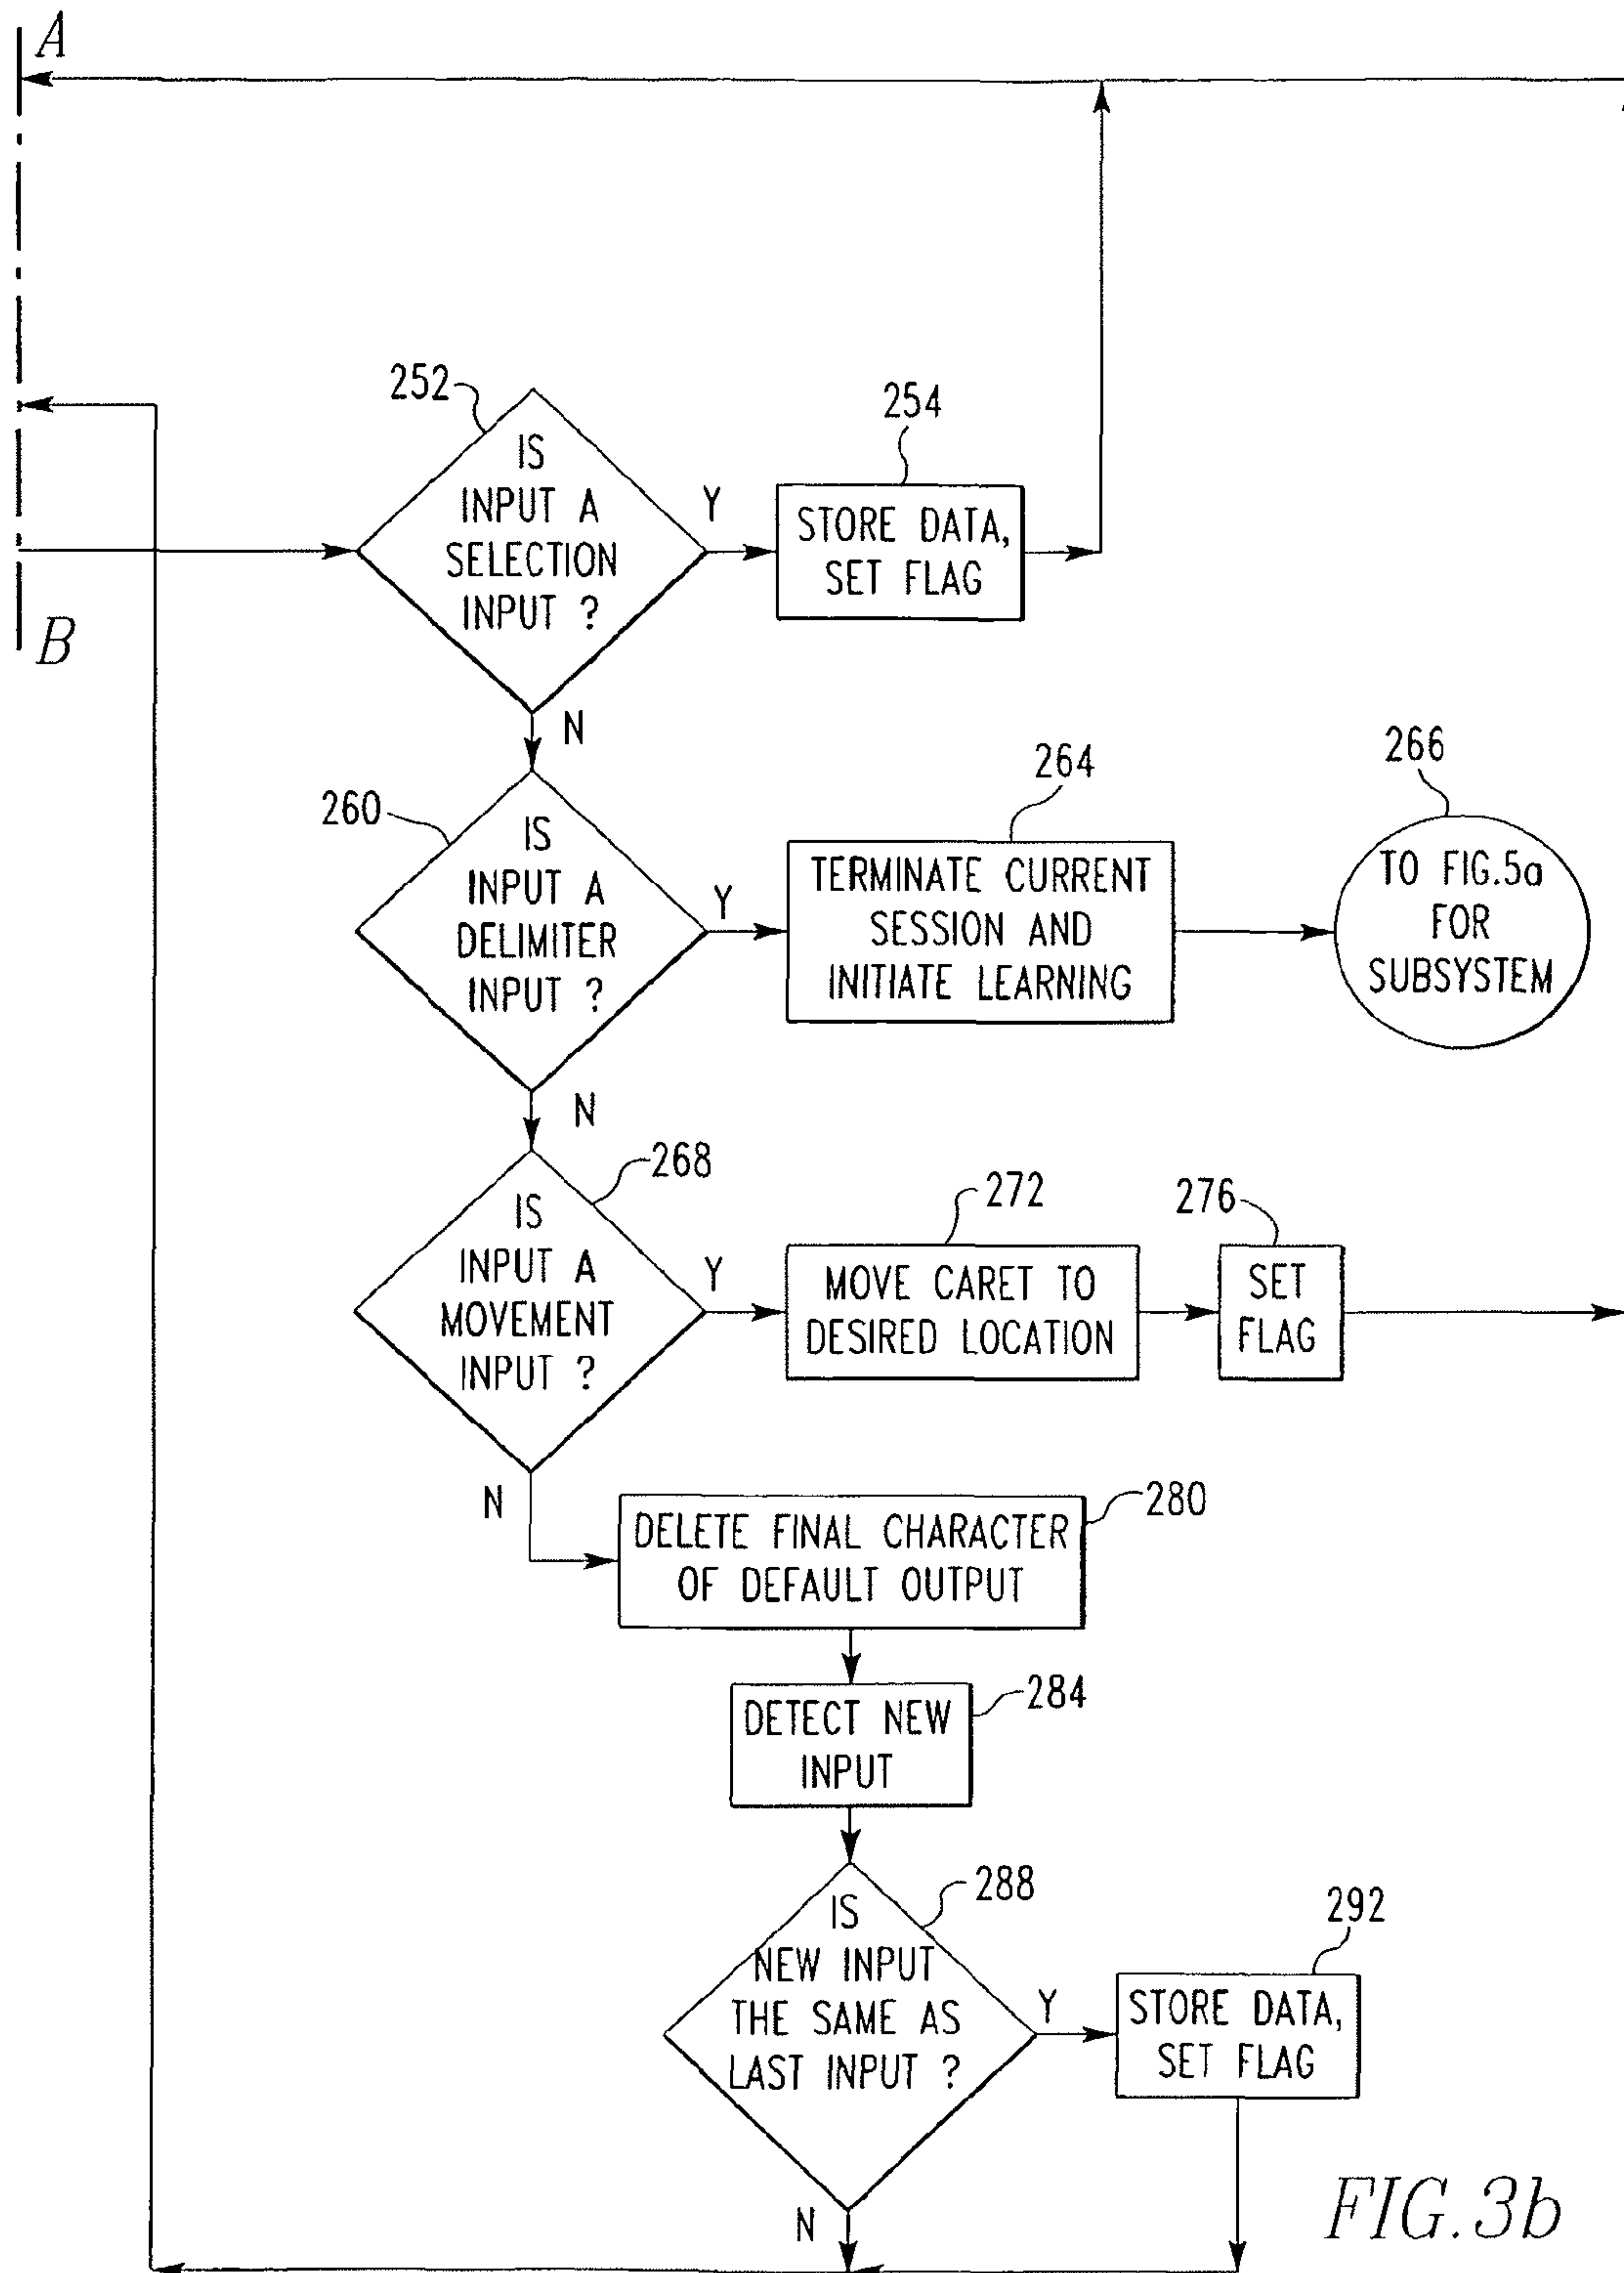 A
252
IS
INPUT A
SELECTION
INPUT ?
Y
254
STORE DATA,
SET FLAG
B
N
260
IS
INPUT A
DELIMITER
INPUT ?
Y
264
TERMINATE CURRENT
SESSION AND
INITIATE LEARNING
266
TO FIG.5a
FOR
SUBSYSTEM
N
268
IS
INPUT A
MOVEMENT
INPUT ?
Y
272
MOVE CARET TO
DESIRED LOCATION
276
SET
FLAG
N
280
DELETE FINAL CHARACTER
OF DEFAULT OUTPUT
284
DETECT NEW
INPUT
288
IS
NEW INPUT
THE SAME AS
LAST INPUT ?
Y
292
STORE DATA,
SET FLAG
N
FIG.3b